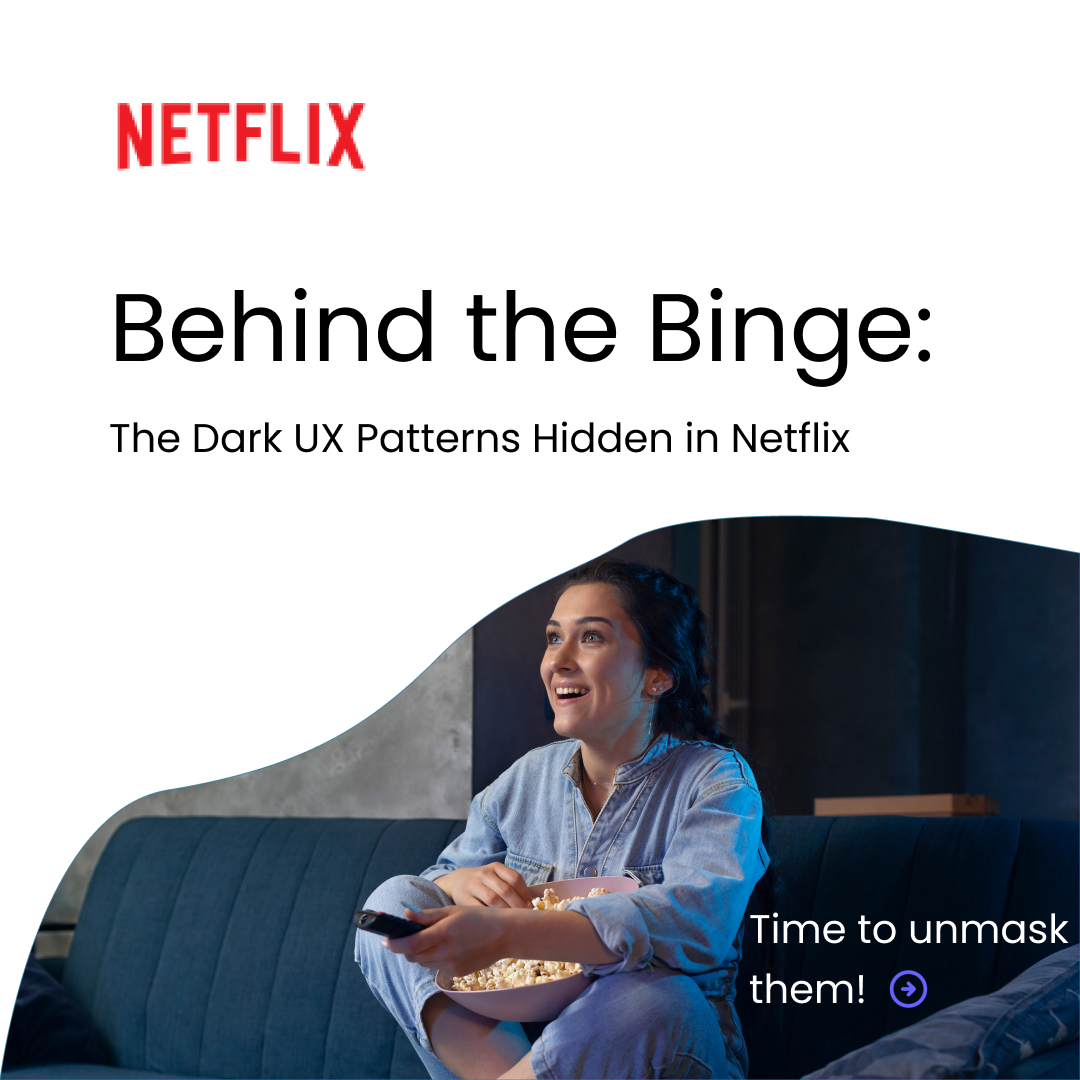 NETFLIX
Behind the Binge:
The Dark UX Patterns Hidden in Netflix
Time to unmask
them!